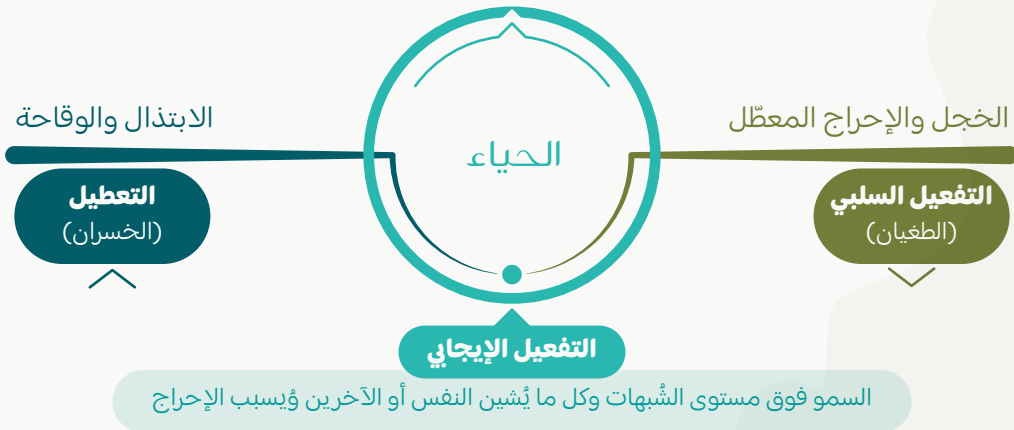 الخجل والإحراج المعطّل
الابتذال والوقاحة
الحياء
التفعيل السلبي
(الطغيان)
التعطيل
(الخسران)
التفعيل الإيجابي
السمو فوق مستوى الشُبهات وكل ما يُشين النفس أو الآخرين وُيسبب الإحراج